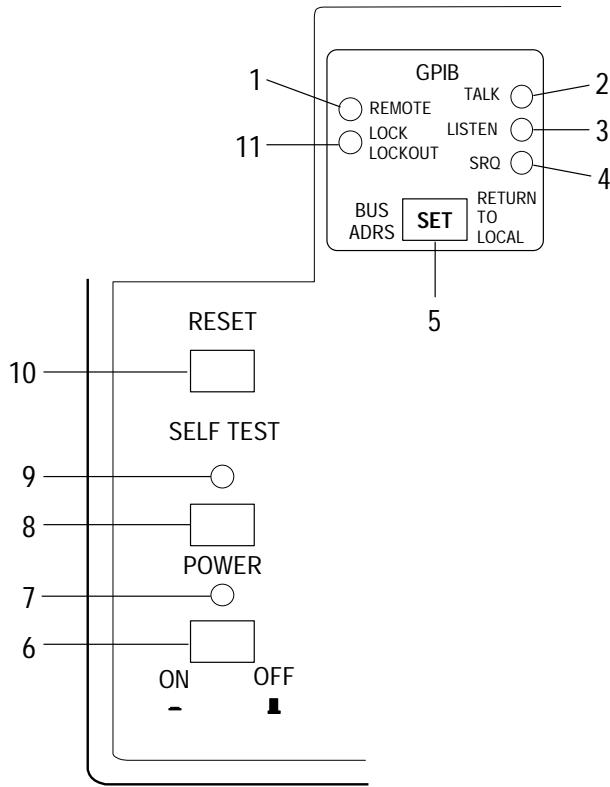 GPIB
1 REMOTE TALK 2
11 LOCK LOCKOUT LISTEN 3
SRQ 4
BUS ADRS SET RETURN TO LOCAL
5
RESET
10
SELF TEST
9
8
POWER
7
6
ON OFF